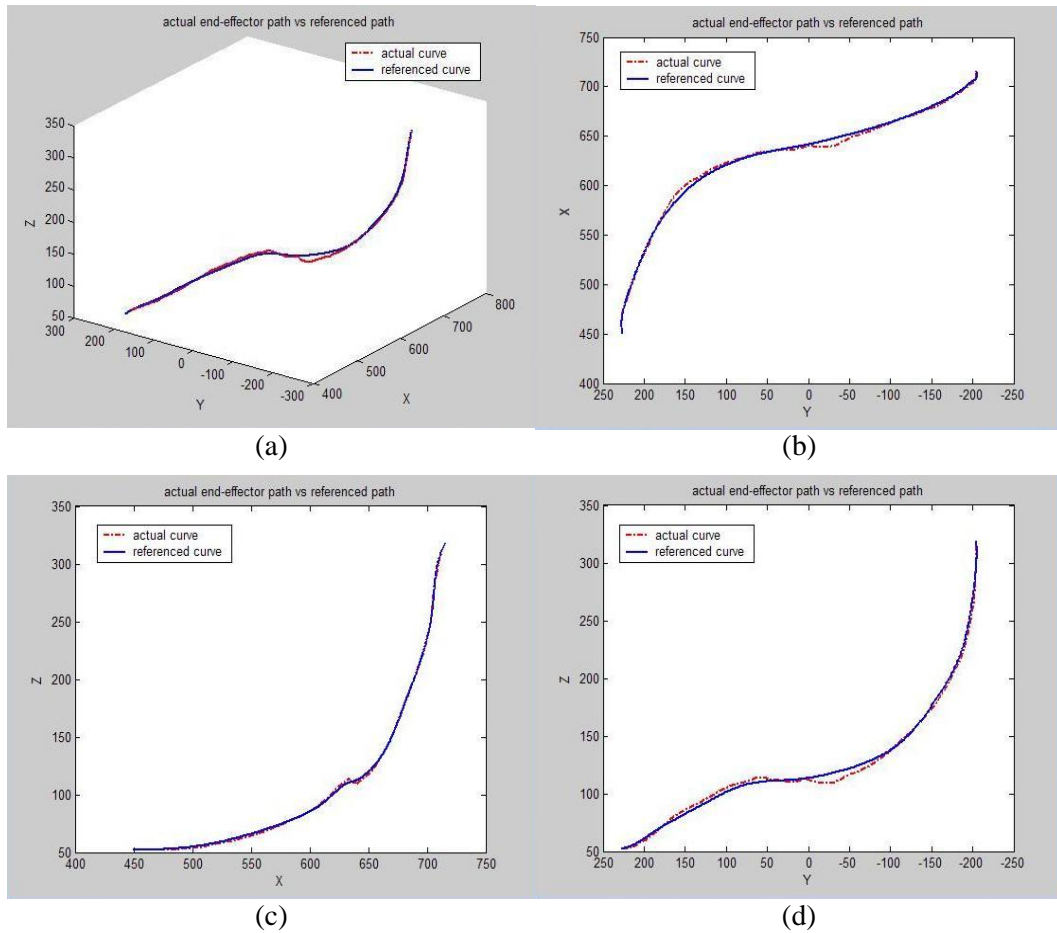 actual end-effector path vs referenced path
actual curve
referenced curve
350
300
250
200
150
100
50
Z
300
200
100
0
-100
-200
-300
Y
400
500
600
700
800
X
(a)
actual end-effector path vs referenced path
actual curve
referenced curve
750
700
650
600
550
500
450
400
X
250 200 150 100 50 0 -50 -100 -150 -200 -250
Y
(b)
actual end-effector path vs referenced path
actual curve
referenced curve
350
300
250
200
150
100
50
Z
400 450 500 550 600 650 700 750
X
(c)
actual end-effector path vs referenced path
actual curve
referenced curve
350
300
250
200
150
100
50
Z
250 200 150 100 50 0 -50 -100 -150 -200 -250
Y
(d)